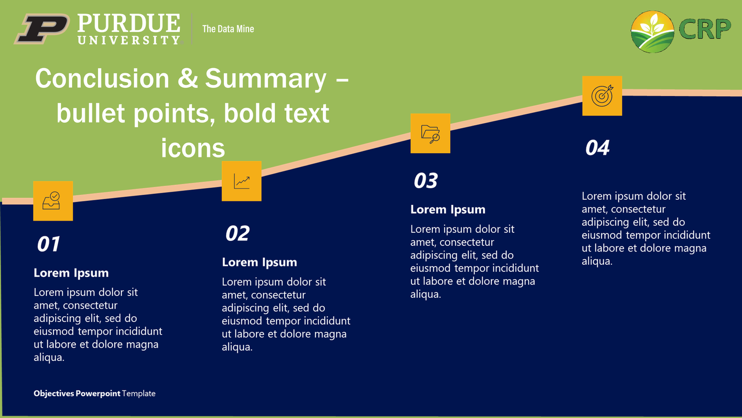 PURDUE
UNIVERSITY
The Data Mine
CRP
Conclusion & Summary –
bullet points, bold text
icons
01
Lorem Ipsum
Lorem ipsum dolor sit
amet, consectetur
adipiscing elit, sed do
eiusmod tempor incididunt
ut labore et dolore magna
aliqua.
02
Lorem Ipsum
Lorem ipsum dolor sit
amet, consectetur
adipiscing elit, sed do
eiusmod tempor incididunt
ut labore et dolore magna
aliqua.
03
Lorem Ipsum
Lorem ipsum dolor sit
amet, consectetur
adipiscing elit, sed do
eiusmod tempor incididunt
ut labore et dolore magna
aliqua.
04
Lorem ipsum dolor sit
amet, consectetur
adipiscing elit, sed do
eiusmod tempor incididunt
ut labore et dolore magna
aliqua.
Objectives Powerpoint Template